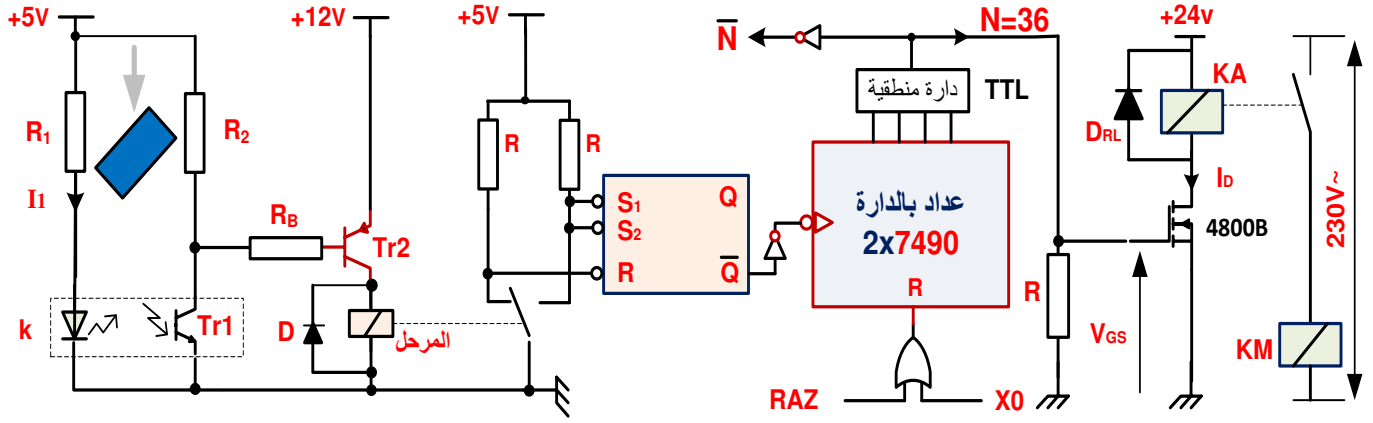 +5V
R1
I1
k
R2
Tr1
RB
+12V
Tr2
D
المرحل
+5V
R
R
S1
S2
R
Q
Q̅
N̅
N=36
دارة منطقية
TTL
عداد بالدارة
2x7490
R
RAZ
X0
R
VGS
+24v
KA
DRL
ID
4800B
KM
230V~